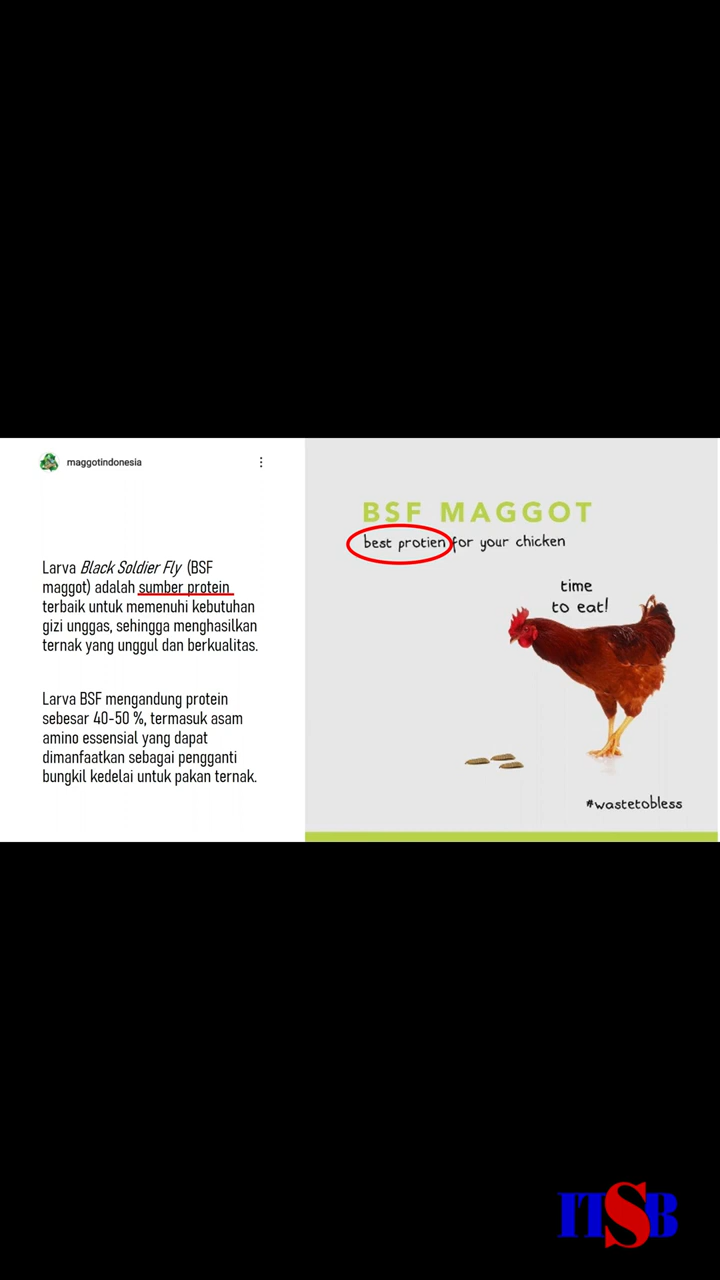 maggotindonesia
Larva Black Soldier Fly (BSF
maggot) adalah sumber protein
terbaik untuk memenuhi kebutuhan
gizi unggas, sehingga menghasilkan
ternak yang unggul dan berkualitas.
Larva BSF mengandung protein
sebesar 40-50 %, termasuk asam
amino essensial yang dapat
dimanfaatkan sebagai pengganti
bungkil kedelai untuk pakan ternak.
BSF MAGGOT
best protien for your chicken
time
to eat!
#wastetobless
ITSB